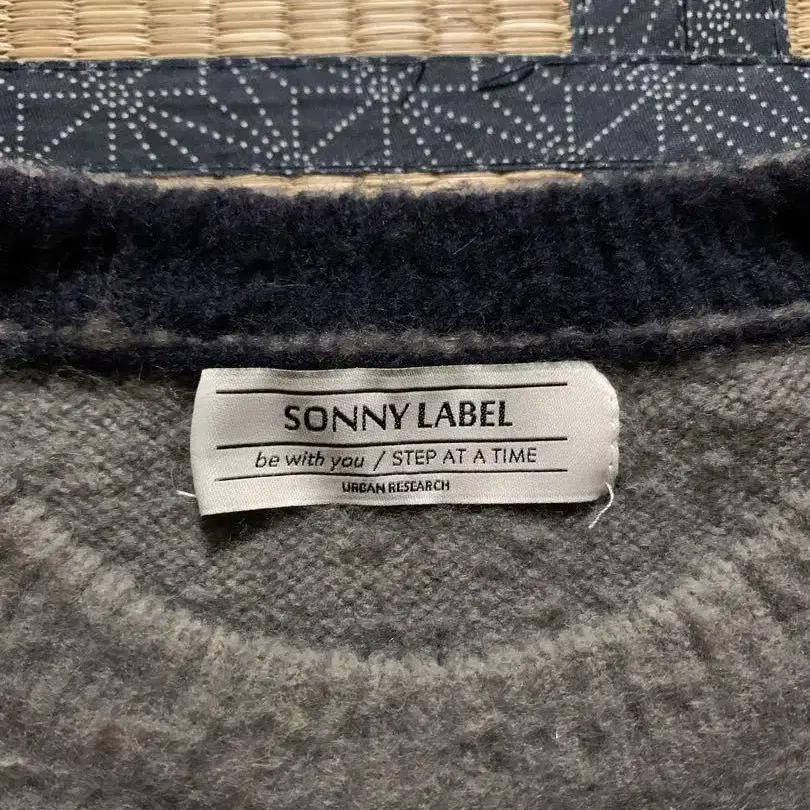 SONNY LABEL
be with you / STEP AT A TIME
URBAN RESEARCH